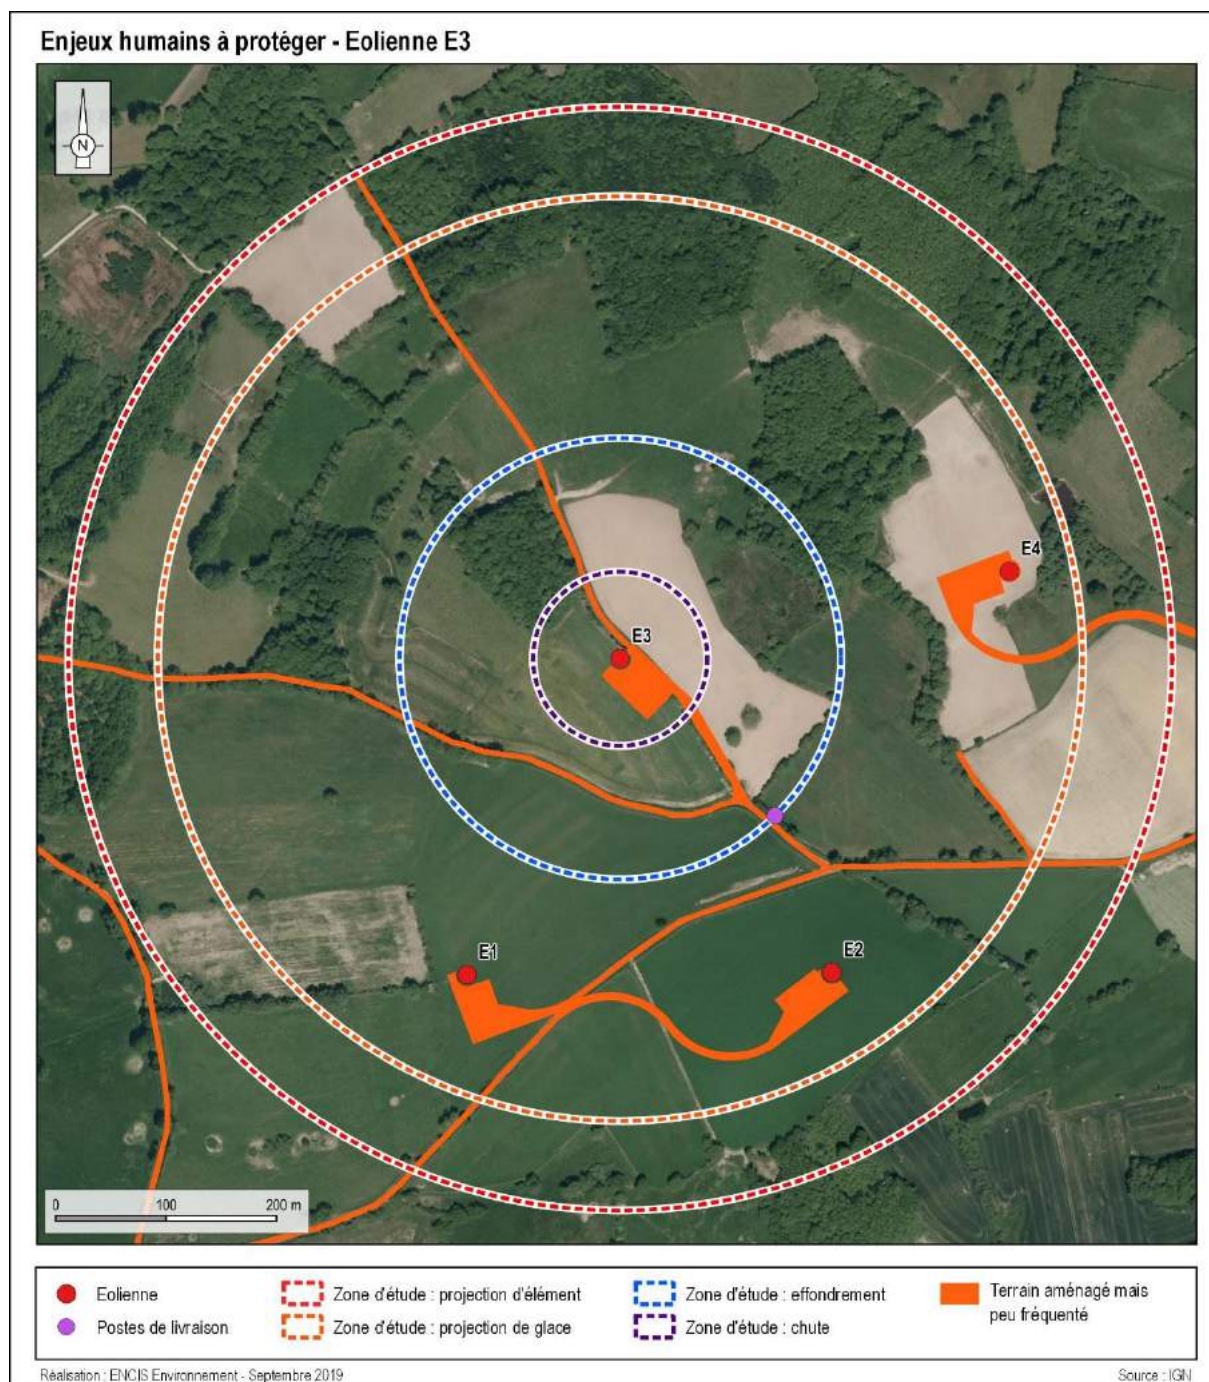 Enjeux humains à protéger - Eolienne E3
N
E4
E3
E1
E2
0 100 200 m
Eolienne
Zone d'étude : projection d'élément
Zone d'étude : effondrement
Terrain aménagé mais
peu fréquenté
Postes de livraison
Zone d'étude : projection de glace
Zone d'étude : chute
Réalisation : ENCIS Environnement - Septembre 2019
Source : IGN